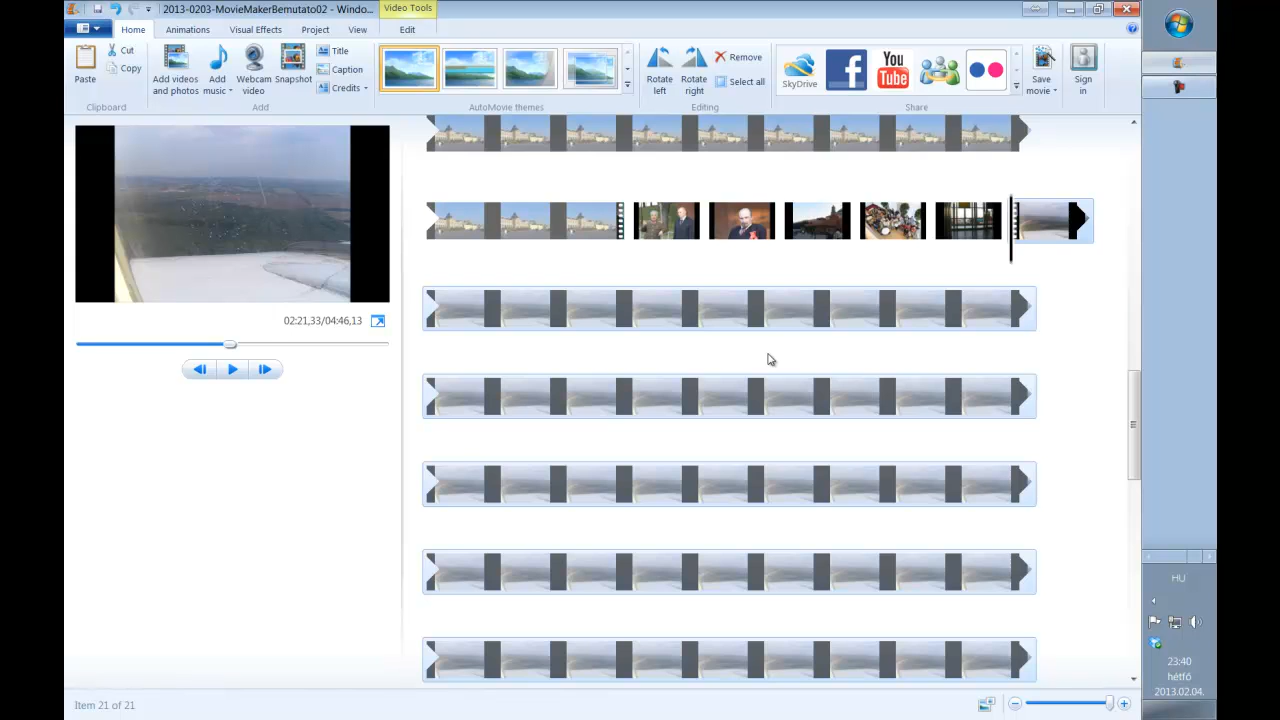 2013-0203-MovieMakerBemutato02 - Windo...
Video Tools
Home
Animations
Visual Effects
Project
View
Edit
Paste
Cut
Copy
Clipboard
Add videos and photos
Add music
Webcam video
Snapshot
Title
Caption
Credits
Add
AutoMovie themes
Rotate left
Rotate right
Remove
Select all
Editing
SkyDrive
f
You Tube
Share
Save movie
Sign in
02:21,33/04:46,13
Item 21 of 21
HU
23:40
hétfő
2013.02.04.